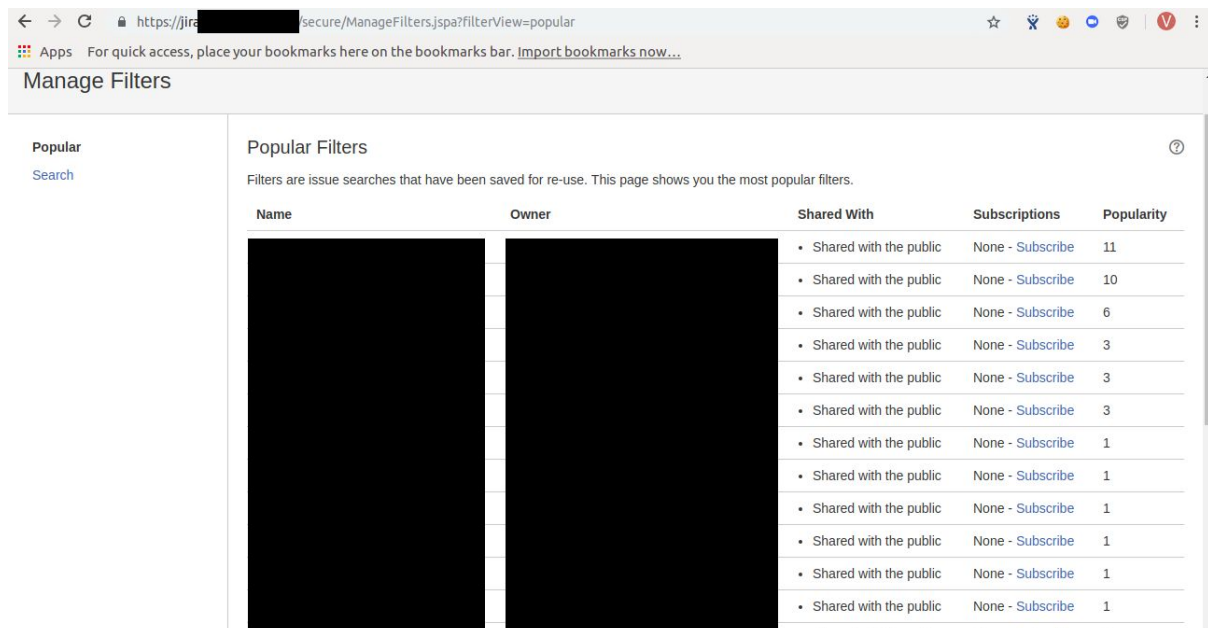 https://jira /secure/ManageFilters.jspa?filterView=popular V
Apps For quick access, place your bookmarks here on the bookmarks bar. Import bookmarks now...
Manage Filters
Popular
Search
Popular Filters
Filters are issue searches that have been saved for re-use. This page shows you the most popular filters.
Name Owner Shared With Subscriptions Popularity
• Shared with the public None - Subscribe 11
• Shared with the public None - Subscribe 10
• Shared with the public None - Subscribe 6
• Shared with the public None - Subscribe 3
• Shared with the public None - Subscribe 3
• Shared with the public None - Subscribe 3
• Shared with the public None - Subscribe 1
• Shared with the public None - Subscribe 1
• Shared with the public None - Subscribe 1
• Shared with the public None - Subscribe 1
• Shared with the public None - Subscribe 1
• Shared with the public None - Subscribe 1